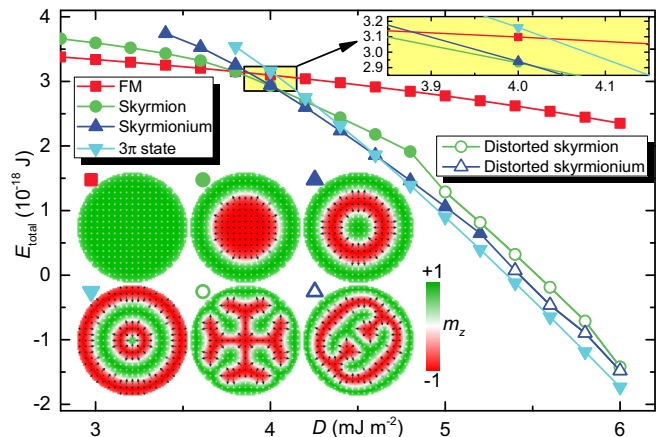 3.2
3.1
3.0
2.9
3.9
4.0
4.1
4
3
2
1
0
-1
-2
E_total (10⁻¹⁸ J)
FM
Skyrmion
Skyrmionium
3π state
Distorted skyrmion
Distorted skyrmionium
+1
m_z
-1
3
4
5
6
D (mJ m⁻²)